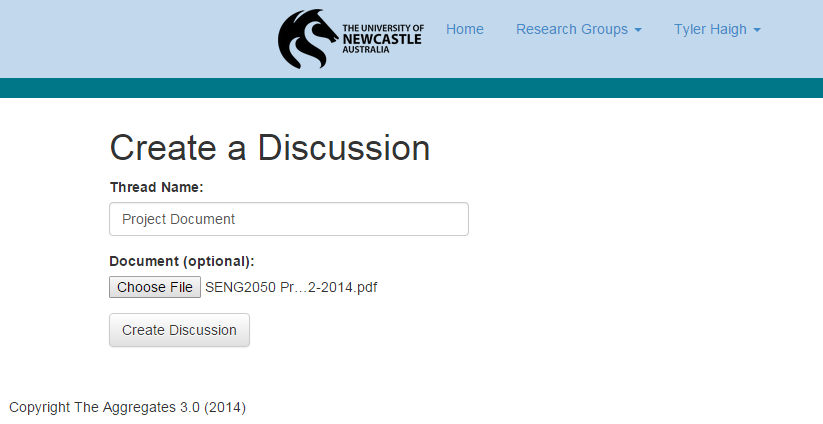 THE UNIVERSITY OF
NEWCASTLE
AUSTRALIA
Home
Research Groups
Tyler Haigh
Create a Discussion
Thread Name:
Project Document
Document (optional):
Choose File SENG2050 Pr...2-2014.pdf
Create Discussion
Copyright The Aggregates 3.0 (2014)